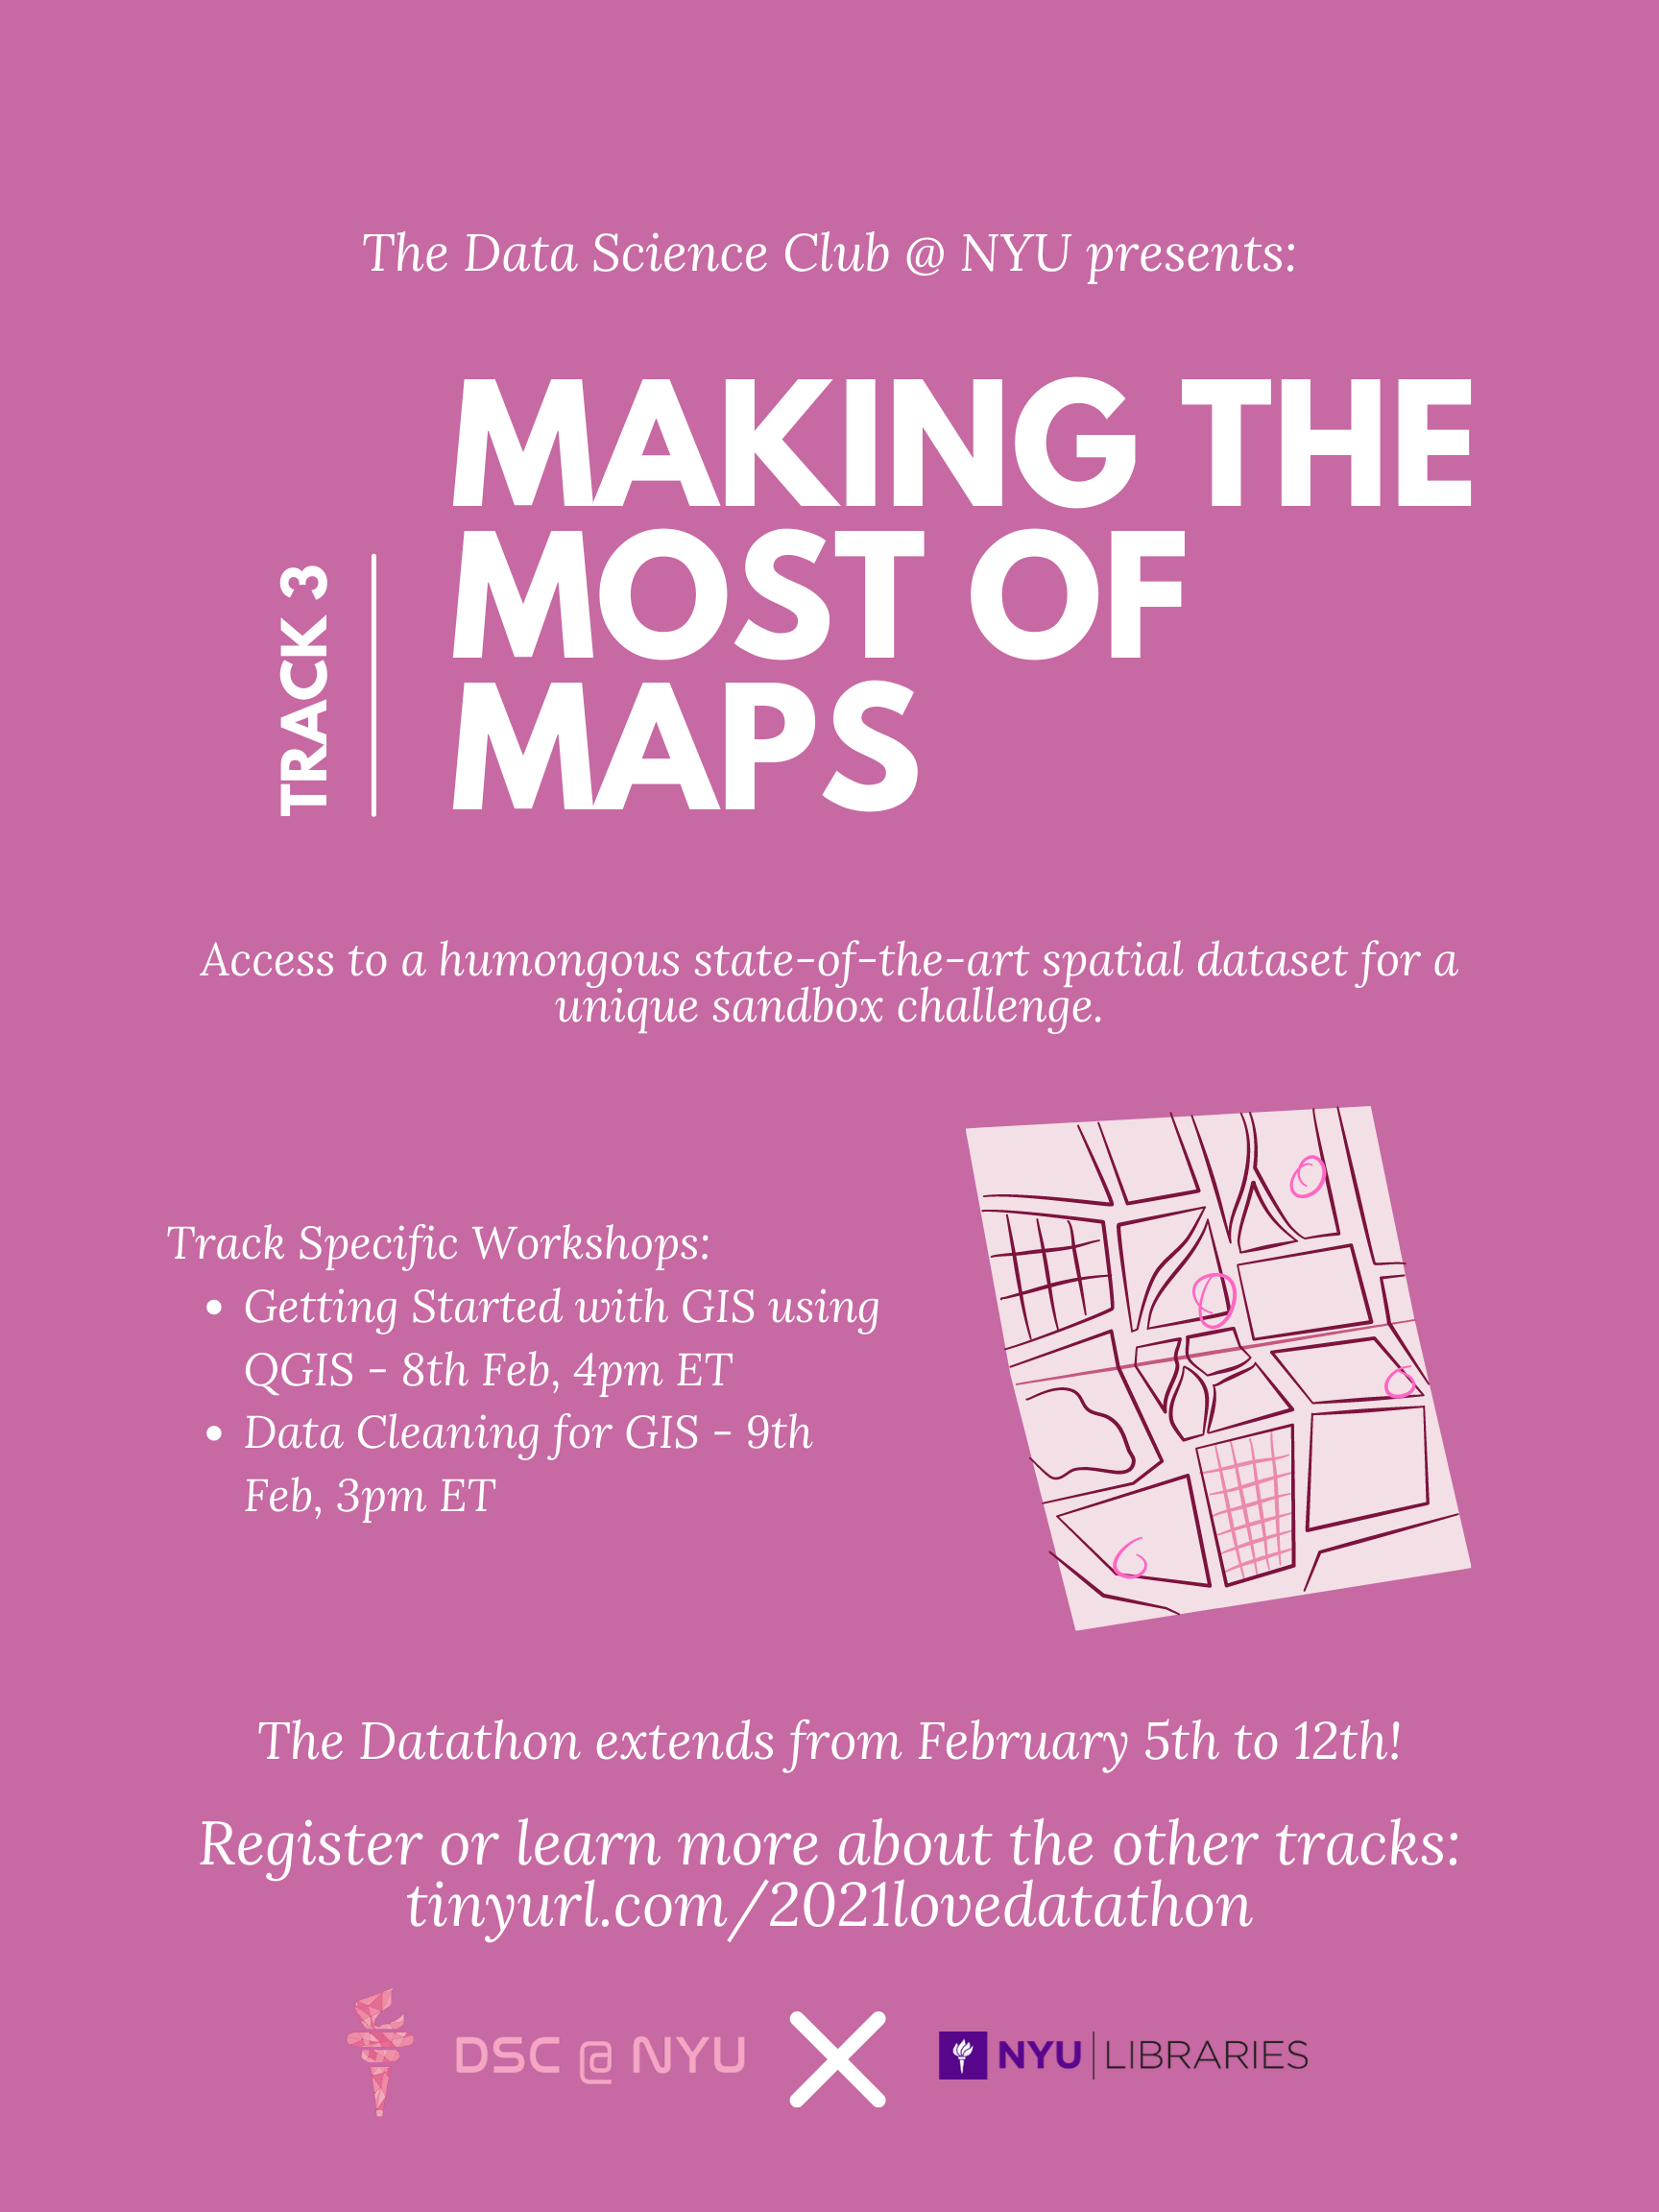 The Data Science Club @ NYU presents:
TRACK 3
MAKING THE
MOST OF
MAPS
Access to a humongous state-of-the-art spatial dataset for a
unique sandbox challenge.
Track Specific Workshops:
• Getting Started with GIS using
QGIS - 8th Feb, 4pm ET
• Data Cleaning for GIS - 9th
Feb, 3pm ET
The Datathon extends from February 5th to 12th!
Register or learn more about the other tracks:
tinyurl.com/2021lovedatathon
DSC @ NYU
NYU | LIBRARIES